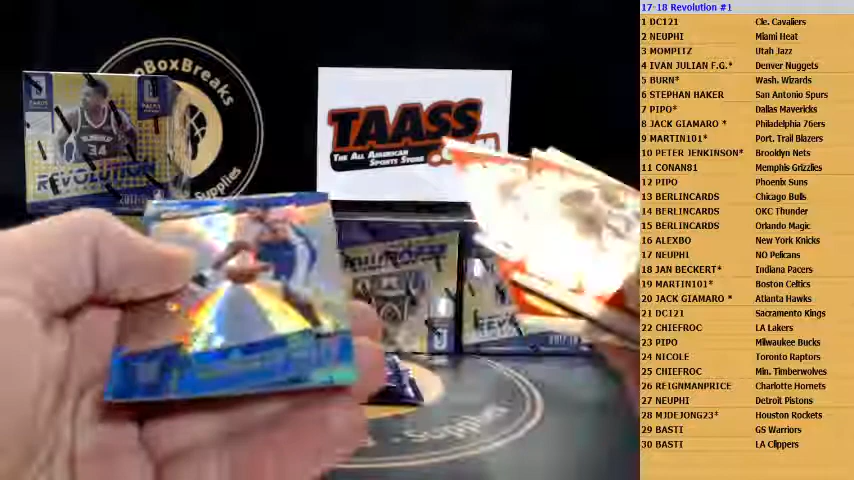 17-18 Revolution #1
1 DC121 Cle. Cavaliers
2 NEUPHI Miami Heat
3 MOMPITZ Utah Jazz
4 IVAN JULIAN F.G.* Denver Nuggets
5 BURN* Wash. Wizards
6 STEPHAN HAKER San Antonio Spurs
7 PIPO* Dallas Mavericks
8 JACK GIAMARO * Philadelphia 76ers
9 MARTIN101* Port. Trail Blazers
10 PETER JENKINSON* Brooklyn Nets
11 CONAN81 Memphis Grizzlies
12 PIPO Phoenix Suns
13 BERLINCARDS Chicago Bulls
14 BERLINCARDS OKC Thunder
15 BERLINCARDS Orlando Magic
16 ALEXBO New York Knicks
17 NEUPHI NO Pelicans
18 JAN BECKERT* Indiana Pacers
19 MARTIN101* Boston Celtics
20 JACK GIAMARO * Atlanta Hawks
21 DC121 Sacramento Kings
22 CHIEFROC LA Lakers
23 PIPO Milwaukee Bucks
24 NICOLE Toronto Raptors
25 CHIEFROC Min. Timberwolves
26 REIGNMANPRICE Charlotte Hornets
27 NEUPHI Detroit Pistons
28 MJDEJONG23* Houston Rockets
29 BASTI GS Warriors
30 BASTI LA Clippers
oxBreaks
Supplies
REVOLUTION
34
TAASS
THE ALL AMERICAN
SPORTS STORE
Supplies